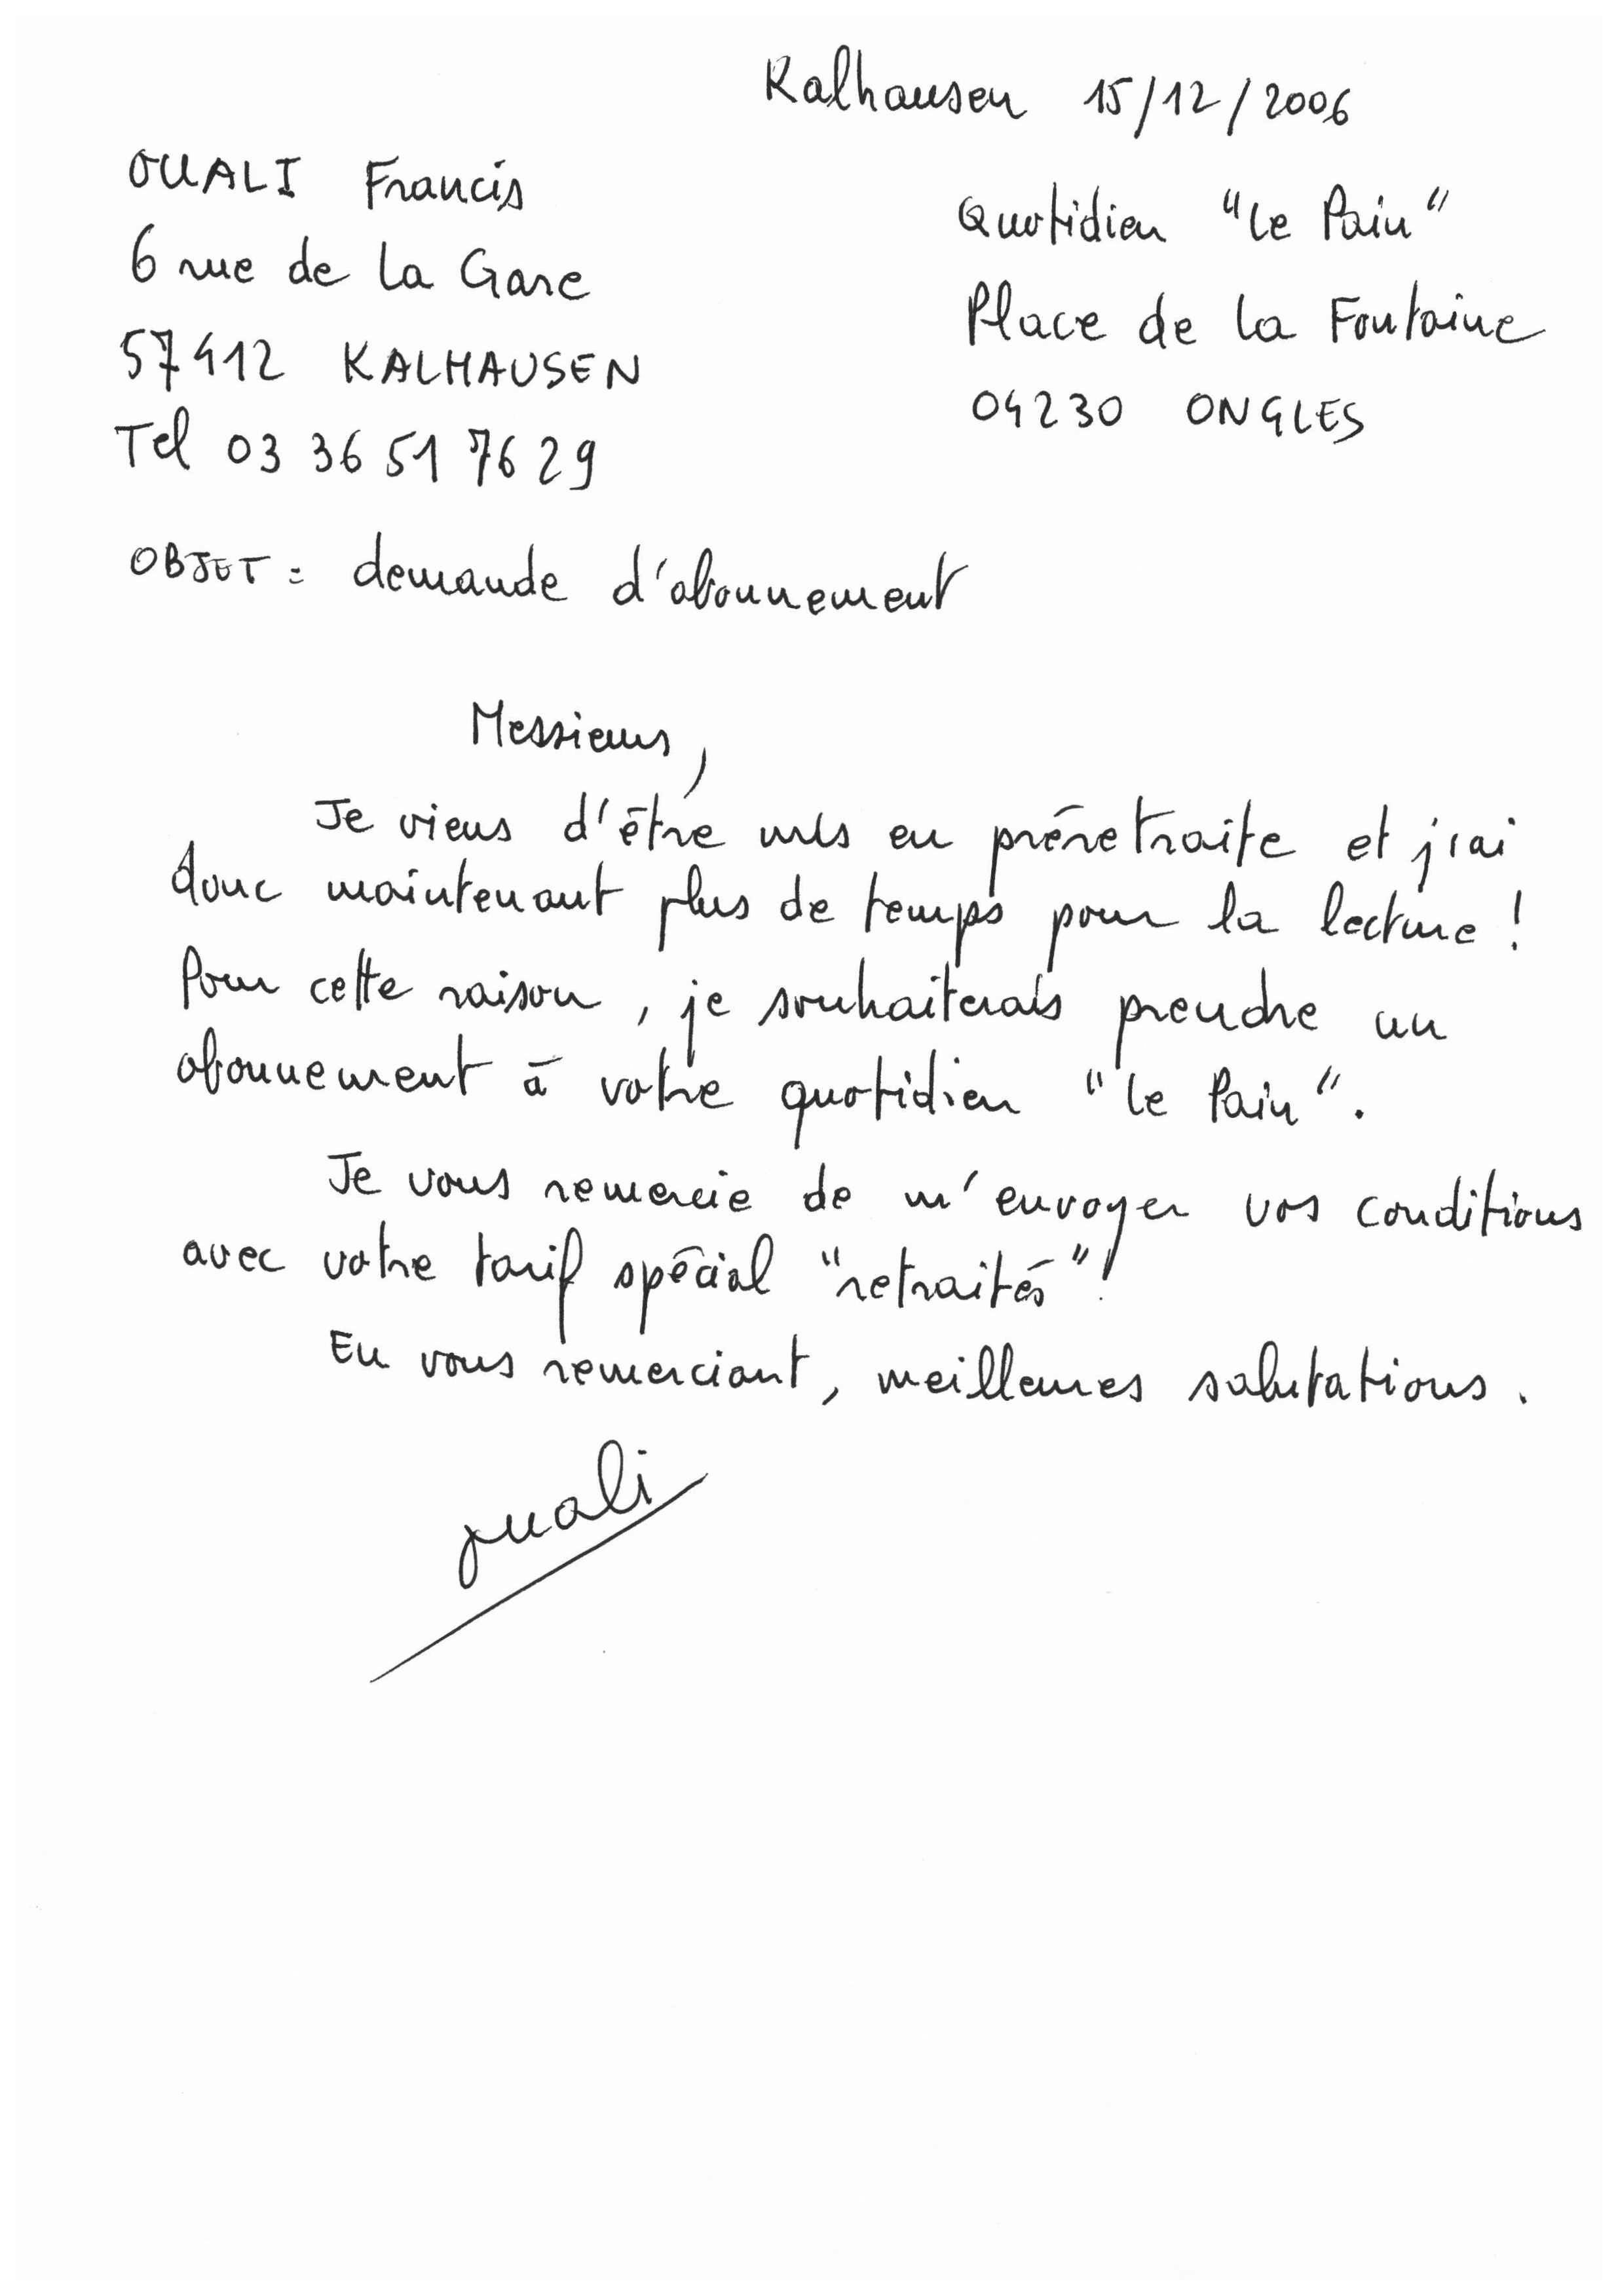 Kalhausen 15/12/2006
OUALI Francis
6 rue de la Gare
57412 KALHAUSEN
Tel 03 36 51 76 29
Quotidien "Le Pain"
Place de la Fontaine
04230 ONGLES
OBJET : demande d'abonnement
Messieurs,
Je viens d'être mis en préretraite et j'ai
donc maintenant plus de temps pour la lecture !
Pour cette raison, je souhaiterais prendre un
abonnement à votre quotidien "Le Pain".
Je vous remercie de m'envoyer vos conditions
avec votre tarif spécial "retraités" !
En vous remerciant, meilleures salutations.
ouali